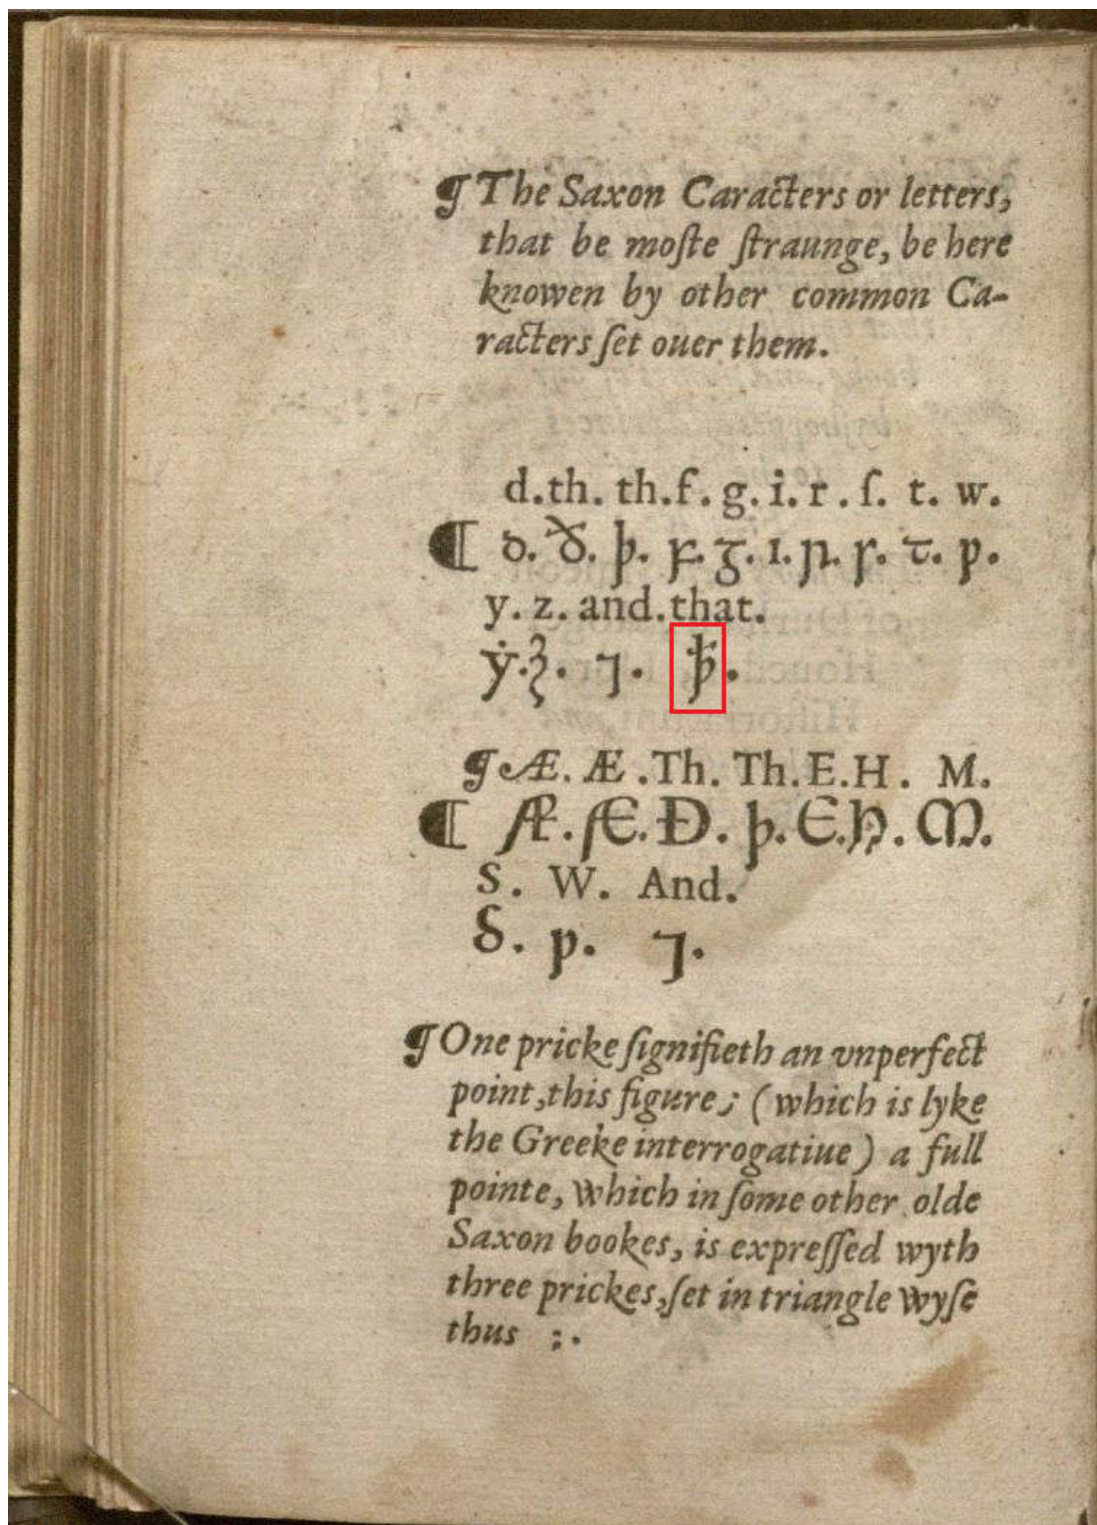 ¶ The Saxon Caracters or letters,
that be moſte ſtraunge, be here
knowen by other common Ca-
racters ſet ouer them.
d.th. th.f. g. i. r. ſ. t. w.
¶ ꝺ. ð. þ. ꝼ. ᵹ. ı. ꞃ. ꞅ. ꞇ. ƿ.
y. z. and. that.
ẏ. ꝣ. ⁊. ꝥ.
¶ Æ. Æ. Th. Th. E. H. M.
¶ Æ. Æ. Ð. Þ. E. H. M.
S. W. And.
S. Ƿ. ⁊.
¶ One pricke ſignifieth an vnperfect
point, this figure; (which is lyke
the Greeke interrogatiue) a full
pointe, which in ſome other olde
Saxon bookes, is expreſſed wyth
three prickes, ſet in triangle wyſe
thus :.